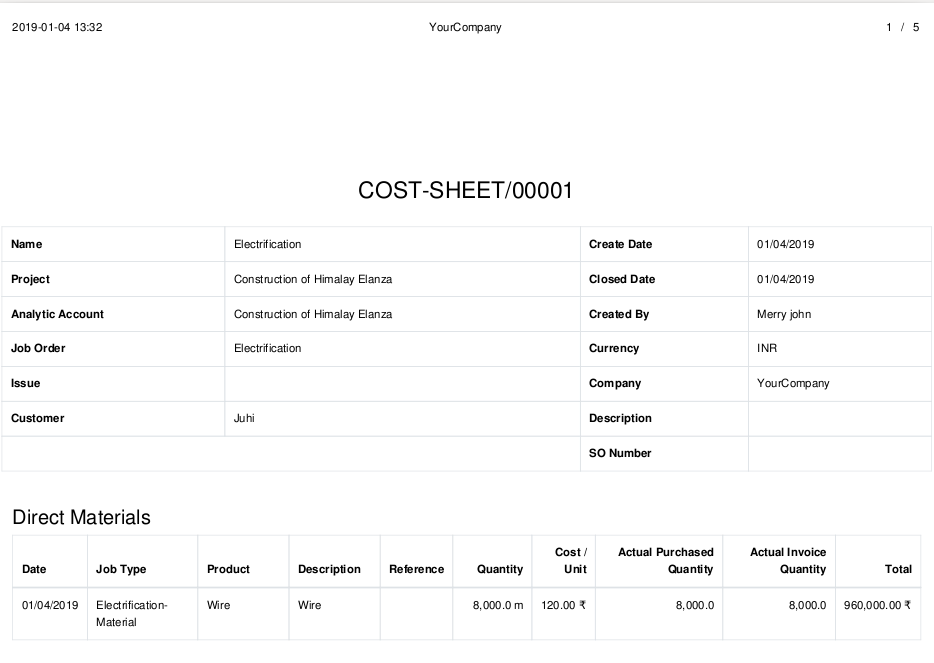 2019-01-04 13:32 YourCompany 1 / 5
COST-SHEET/00001
Name Electrification Create Date 01/04/2019
Project Construction of Himalay Elanza Closed Date 01/04/2019
Analytic Account Construction of Himalay Elanza Created By Merry john
Job Order Electrification Currency INR
Issue Company YourCompany
Customer Juhi Description
SO Number
Direct Materials
Date Job Type Product Description Reference Quantity Cost / Unit Actual Purchased Quantity Actual Invoice Quantity Total
01/04/2019 Electrification- Wire Wire 8,000.0 m 120.00 ₹ 8,000.0 8,000.0 960,000.00 ₹
Material